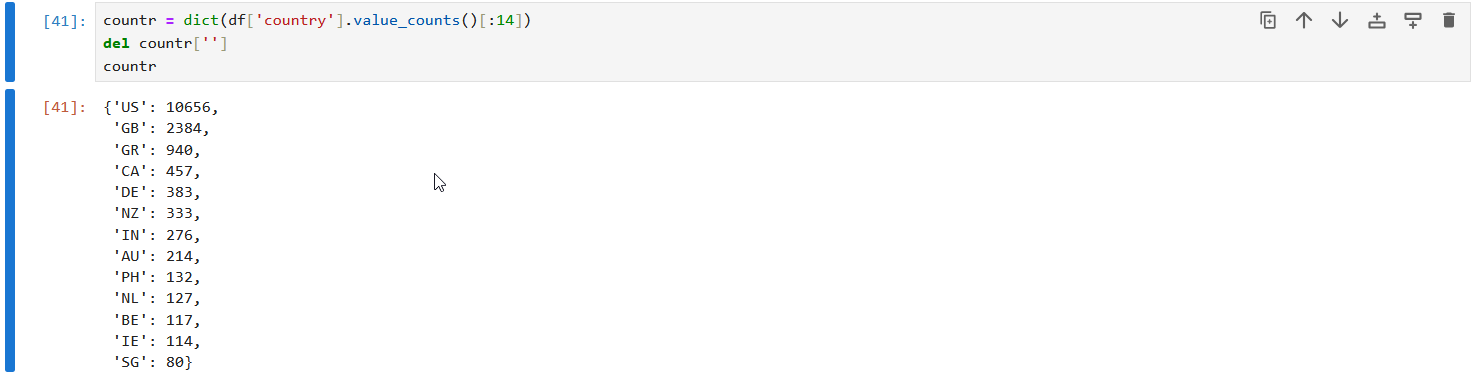 [41]: countr = dict(df['country'].value_counts()[:14])
del countr['']
countr
[41]: {'US': 10656,
'GB': 2384,
'GR': 940,
'CA': 457,
'DE': 383,
'NZ': 333,
'IN': 276,
'AU': 214,
'PH': 132,
'NL': 127,
'BE': 117,
'IE': 114,
'SG': 80}